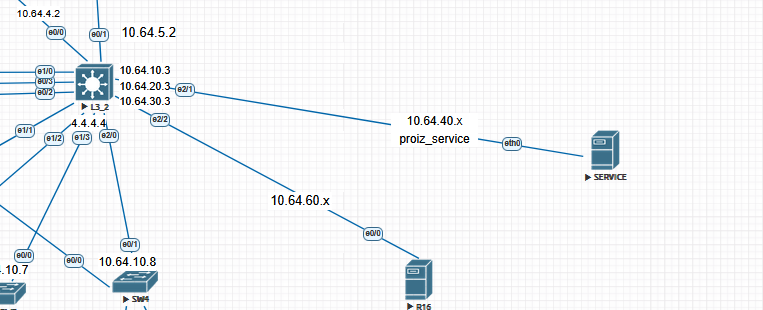 10.64.4.2
e0/0
e0/1
10.64.5.2
e1/0
e0/3
e0/2
10.64.10.3
10.64.20.3
10.64.30.3
L3_2
e2/1
4.4.4.4
e2/2
e1/1
e1/2
e1/3
e2/0
10.64.40.x
proiz_service
eth0
SERVICE
10.64.60.x
e0/0
e0/1
e0/0
e0/0
.10.7
10.64.10.8
SW4
R16